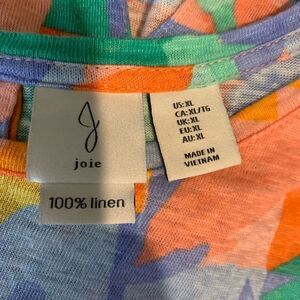 J
joie
100% linen
US:XL
CA:XL/TG
UK:XL
EU:XL
AU:XL
MADE IN
VIETNAM